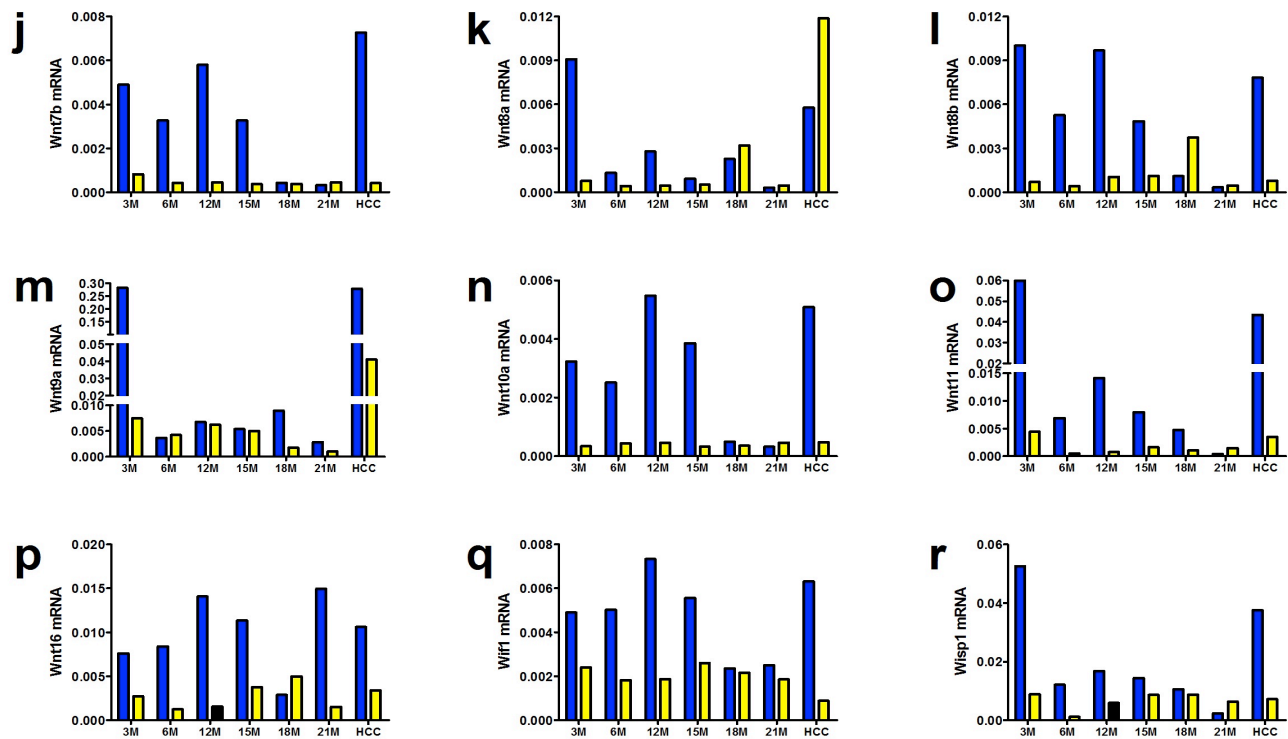 j
Wnt7b mRNA
0.008
0.006
0.004
0.002
0.000
3M 6M 12M 15M 18M 21M HCC
k
Wnt8a mRNA
0.012
0.009
0.006
0.003
0.000
3M 6M 12M 15M 18M 21M HCC
l
Wnt8b mRNA
0.012
0.009
0.006
0.003
0.000
3M 6M 12M 15M 18M 21M HCC
m
Wnt9a mRNA
0.30
0.25
0.20
0.15
0.05
0.04
0.03
0.02
0.010
0.005
0.000
3M 6M 12M 15M 18M 21M HCC
n
Wnt10a mRNA
0.006
0.004
0.002
0.000
3M 6M 12M 15M 18M 21M HCC
o
Wnt11 mRNA
0.06
0.05
0.04
0.03
0.02
0.015
0.010
0.005
0.000
3M 6M 12M 15M 18M 21M HCC
p
Wnt16 mRNA
0.020
0.015
0.010
0.005
0.000
3M 6M 12M 15M 18M 21M HCC
q
Wif1 mRNA
0.008
0.006
0.004
0.002
0.000
3M 6M 12M 15M 18M 21M HCC
r
Wisp1 mRNA
0.06
0.04
0.02
0.00
3M 6M 12M 15M 18M 21M HCC